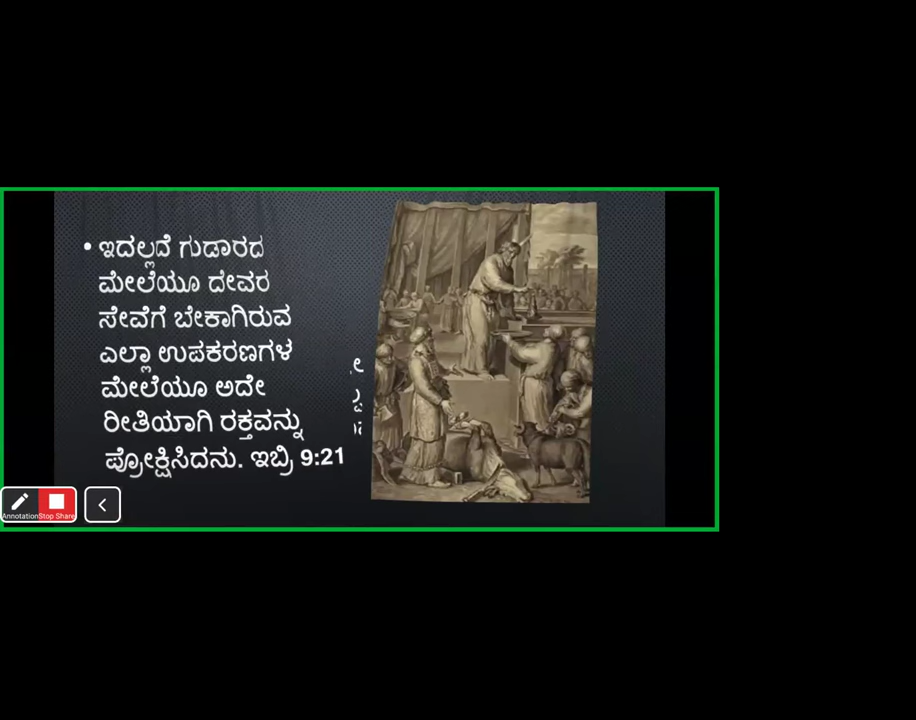 • ಇದಲ್ಲದೆ ಗುಡಾರದ
ಮೇಲೆಯೂ ದೇವರ
ಸೇವೆಗೆ ಬೇಕಾಗಿರುವ
ಎಲ್ಲಾ ಉಪಕರಣಗಳ
ಮೇಲೆಯೂ ಅದೇ
ರೀತಿಯಾಗಿ ರಕ್ತವನ್ನು
ಪ್ರೋಕ್ಷಿಸಿದನು. ಇಬ್ರಿ 9:21
Annotation Stop Share